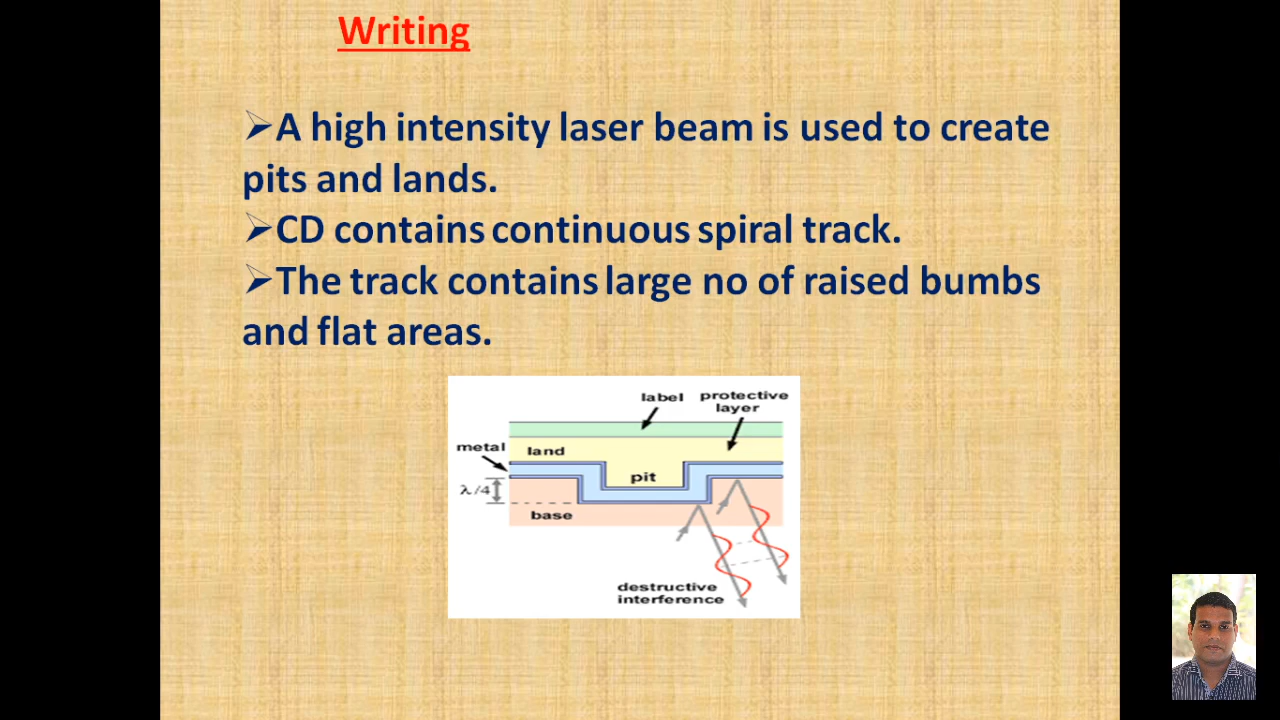 Writing
➢A high intensity laser beam is used to create
pits and lands.
➢CD contains continuous spiral track.
➢The track contains large no of raised bumbs
and flat areas.
label
protective
layer
metal
land
pit
λ/4
base
destructive
interference